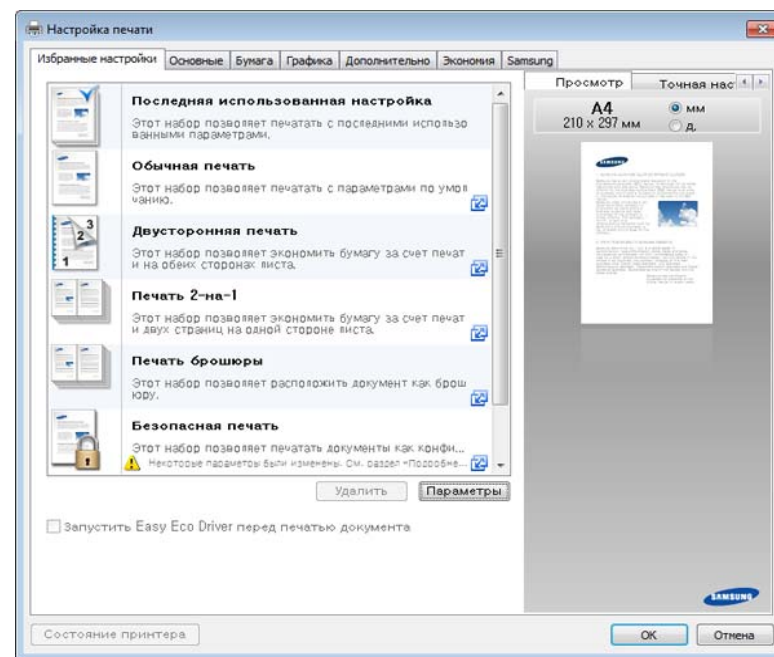 Настройка печати
Избранные настройки Основные Бумага Графика Дополнительно Экономия Samsung
Просмотр Точная нас
A4
210 x 297 мм
мм
д.
Последняя использованная настройка
Этот набор позволяет печатать с последними использо
ванными параметрами.
Обычная печать
Этот набор позволяет печатать с параметрами по умол
чанию.
Двусторонняя печать
Этот набор позволяет экономить бумагу за счет печат
и на обеих сторонах листа.
Печать 2-на-1
Этот набор позволяет экономить бумагу за счет печат
и двух страниц на одной стороне листа.
Печать брошюры
Этот набор позволяет расположить документ как брош
юру.
Безопасная печать
Этот набор позволяет печатать документы как конфи...
Некоторые параметры были изменены. См. раздел «Подробне...
Удалить Параметры
Запустить Easy Eco Driver перед печатью документа
SAMSUNG
Состояние принтера
OK Отмена